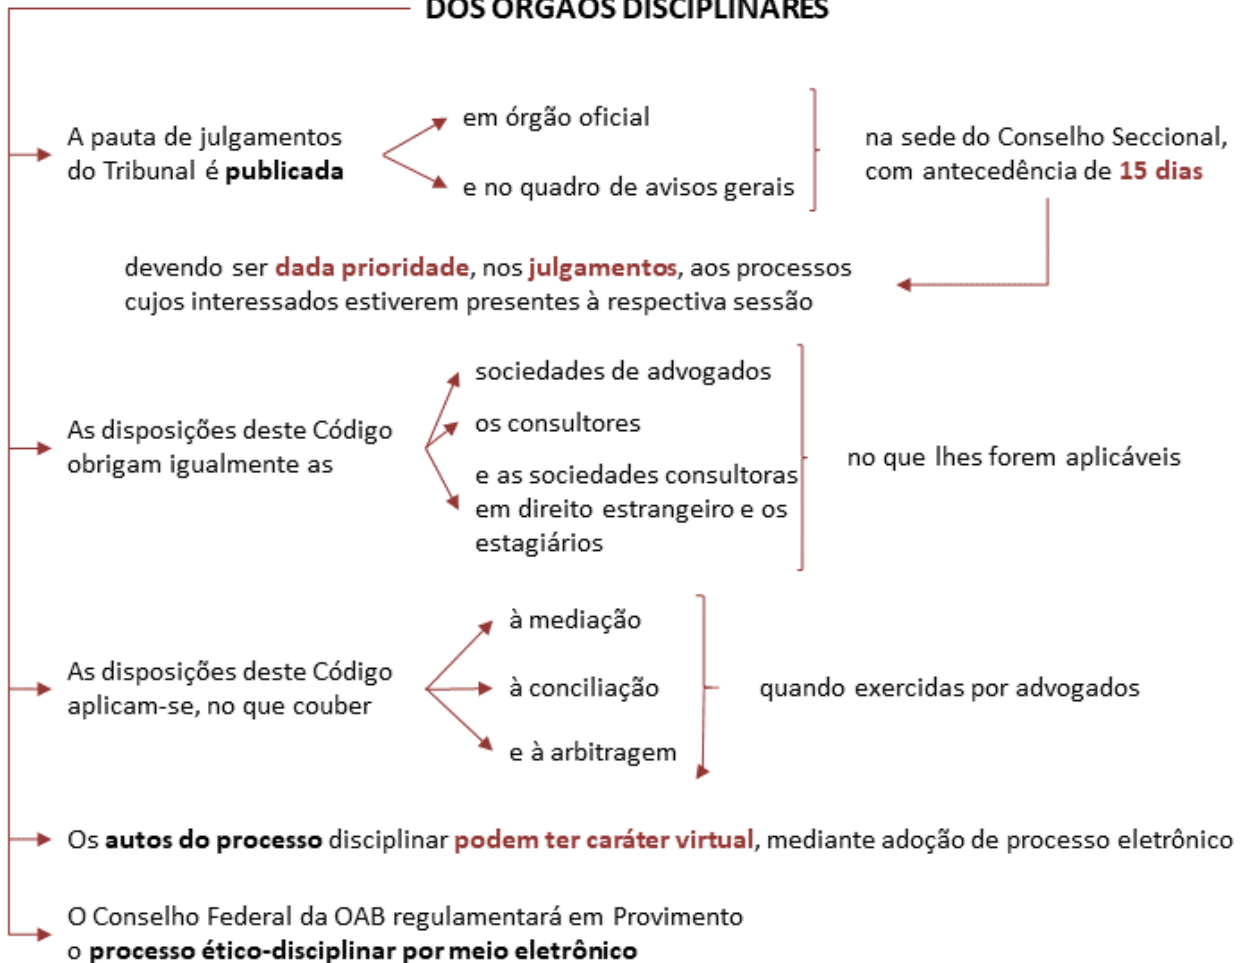 DOS ÓRGÃOS DISCIPLINARES
A pauta de julgamentos
do Tribunal é publicada
em órgão oficial
e no quadro de avisos gerais
na sede do Conselho Seccional,
com antecedência de 15 dias
devendo ser dada prioridade, nos julgamentos, aos processos
cujos interessados estiverem presentes à respectiva sessão
As disposições deste Código
obrigam igualmente as
sociedades de advogados
os consultores
e as sociedades consultoras
em direito estrangeiro e os
estagiários
no que lhes forem aplicáveis
As disposições deste Código
aplicam-se, no que couber
à mediação
à conciliação
e à arbitragem
quando exercidas por advogados
Os autos do processo disciplinar podem ter caráter virtual, mediante adoção de processo eletrônico
O Conselho Federal da OAB regulamentará em Provimento
o processo ético-disciplinar por meio eletrônico